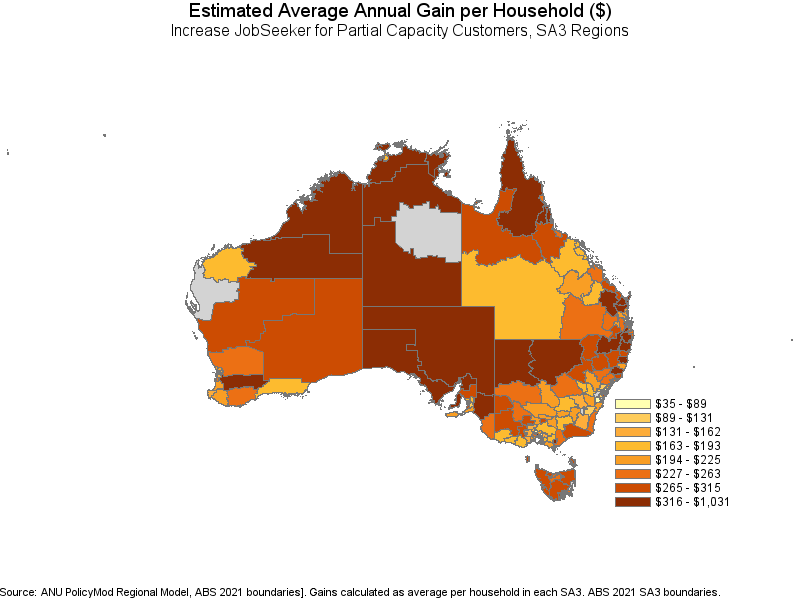 Estimated Average Annual Gain per Household ($)
Increase JobSeeker for Partial Capacity Customers, SA3 Regions
$35 - $89
$89 - $131
$131 - $162
$163 - $193
$194 - $225
$227 - $263
$265 - $315
$316 - $1,031
Source: ANU PolicyMod Regional Model, ABS 2021 boundaries]. Gains calculated as average per household in each SA3. ABS 2021 SA3 boundaries.